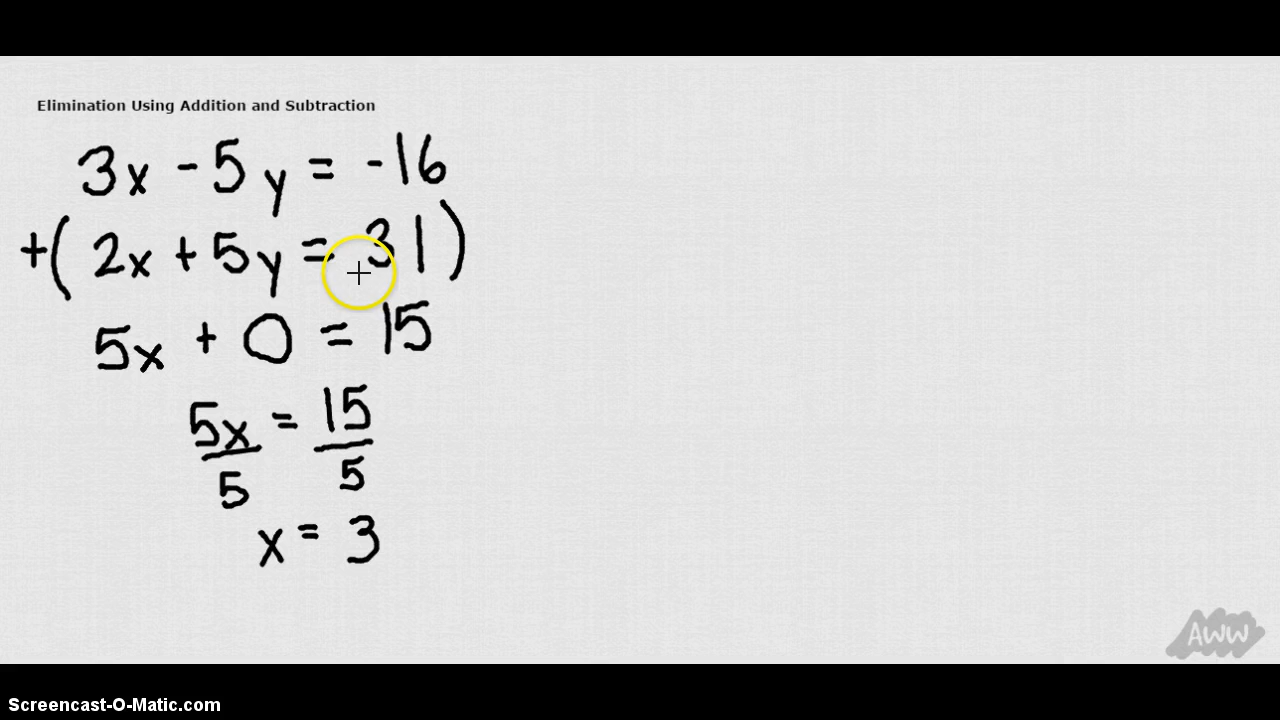 Elimination Using Addition and Subtraction
3x - 5y = -16
+( 2x + 5y = 31 )
5x + 0 = 15
5x = 15
5 5
x = 3
AWW
Screencast-O-Matic.com